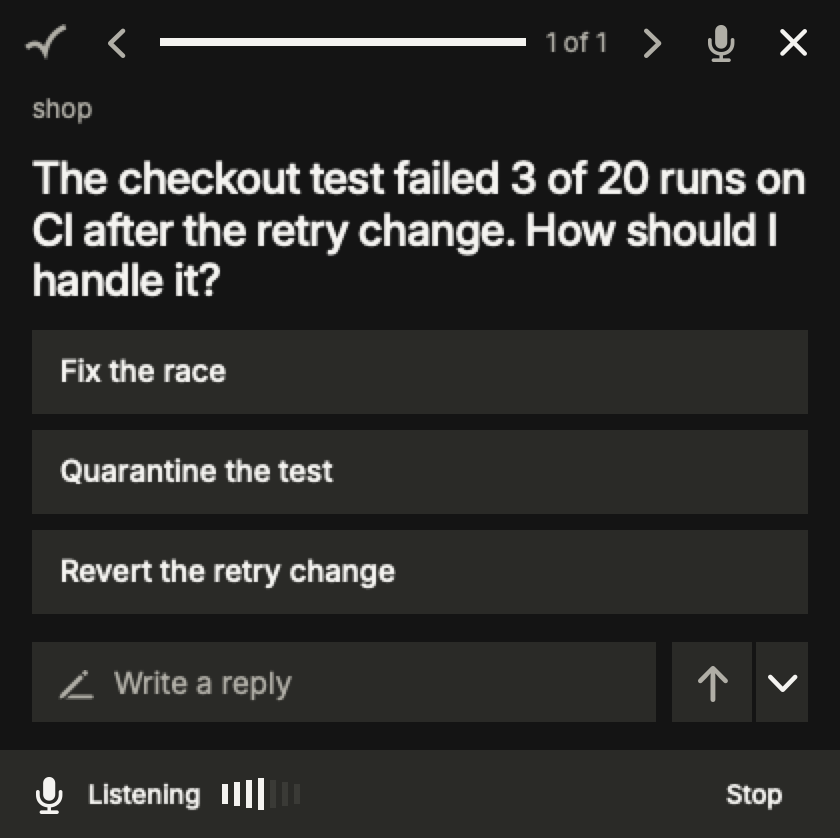 1 of 1
shop
The checkout test failed 3 of 20 runs on
CI after the retry change. How should I
handle it?
Fix the race
Quarantine the test
Revert the retry change
Write a reply
Listening
Stop